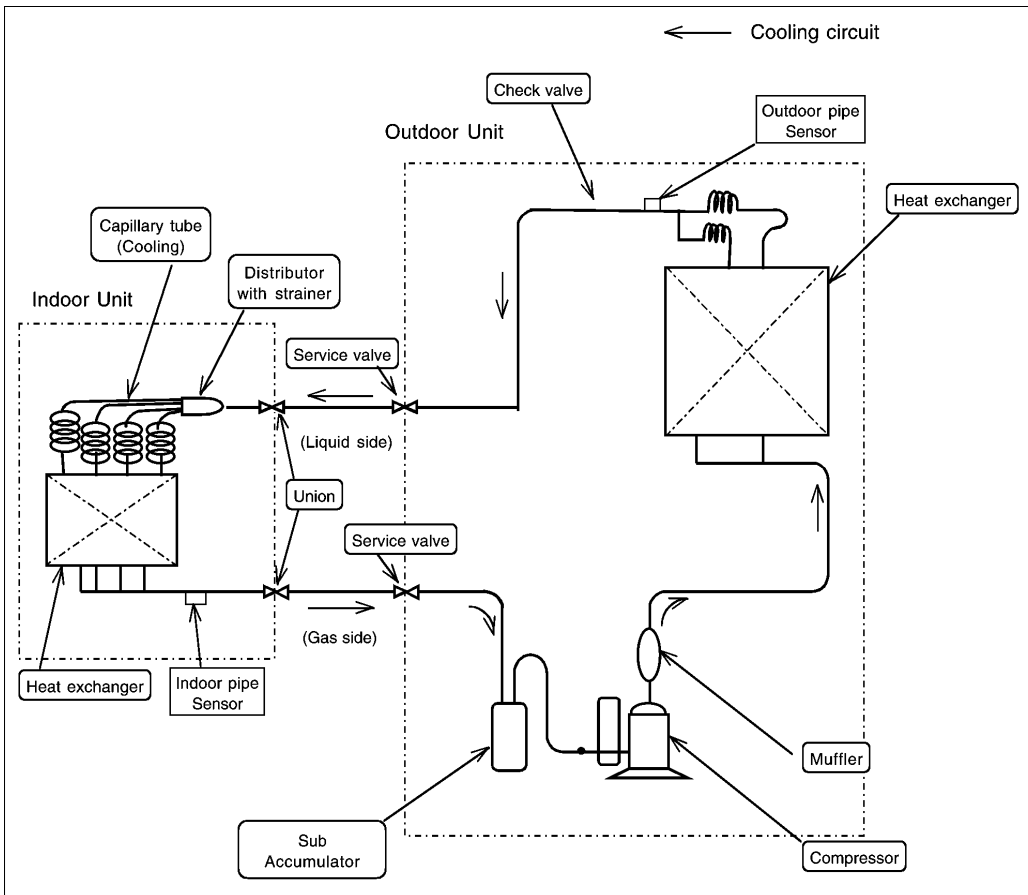 Cooling circuit
Check valve
Outdoor pipe
Sensor
Outdoor Unit
Heat exchanger
Capillary tube
(Cooling)
Distributor
with strainer
Indoor Unit
Service valve
(Liquid side)
Union
Service valve
(Gas side)
Heat exchanger
Indoor pipe
Sensor
Muffler
Sub
Accumulator
Compressor